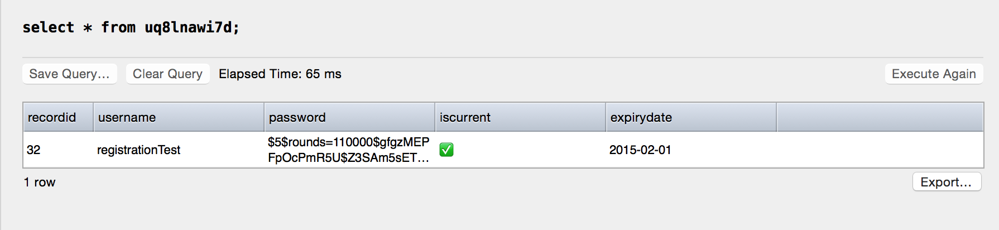 select * from uq8lnawi7d;
Save Query... Clear Query Elapsed Time: 65 ms Execute Again
recordid username password iscurrent expirydate
32 registrationTest $5$rounds=110000$gfgzMEP 2015-02-01
FpOcPmR5U$Z3SAm5sET...
1 row Export...